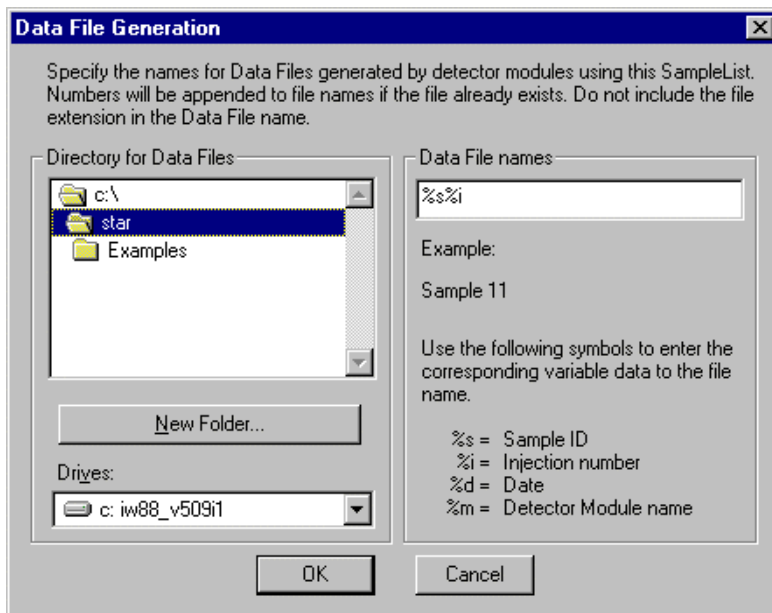 Data File Generation
Specify the names for Data Files generated by detector modules using this SampleList.
Numbers will be appended to file names if the file already exists. Do not include the file
extension in the Data File name.
Directory for Data Files
c:\
star
Examples
New Folder...
Drives:
c: iw88_v509i1
Data File names
%s%i
Example:
Sample 11
Use the following symbols to enter the
corresponding variable data to the file
name.
%s = Sample ID
%i = Injection number
%d = Date
%m = Detector Module name
OK
Cancel